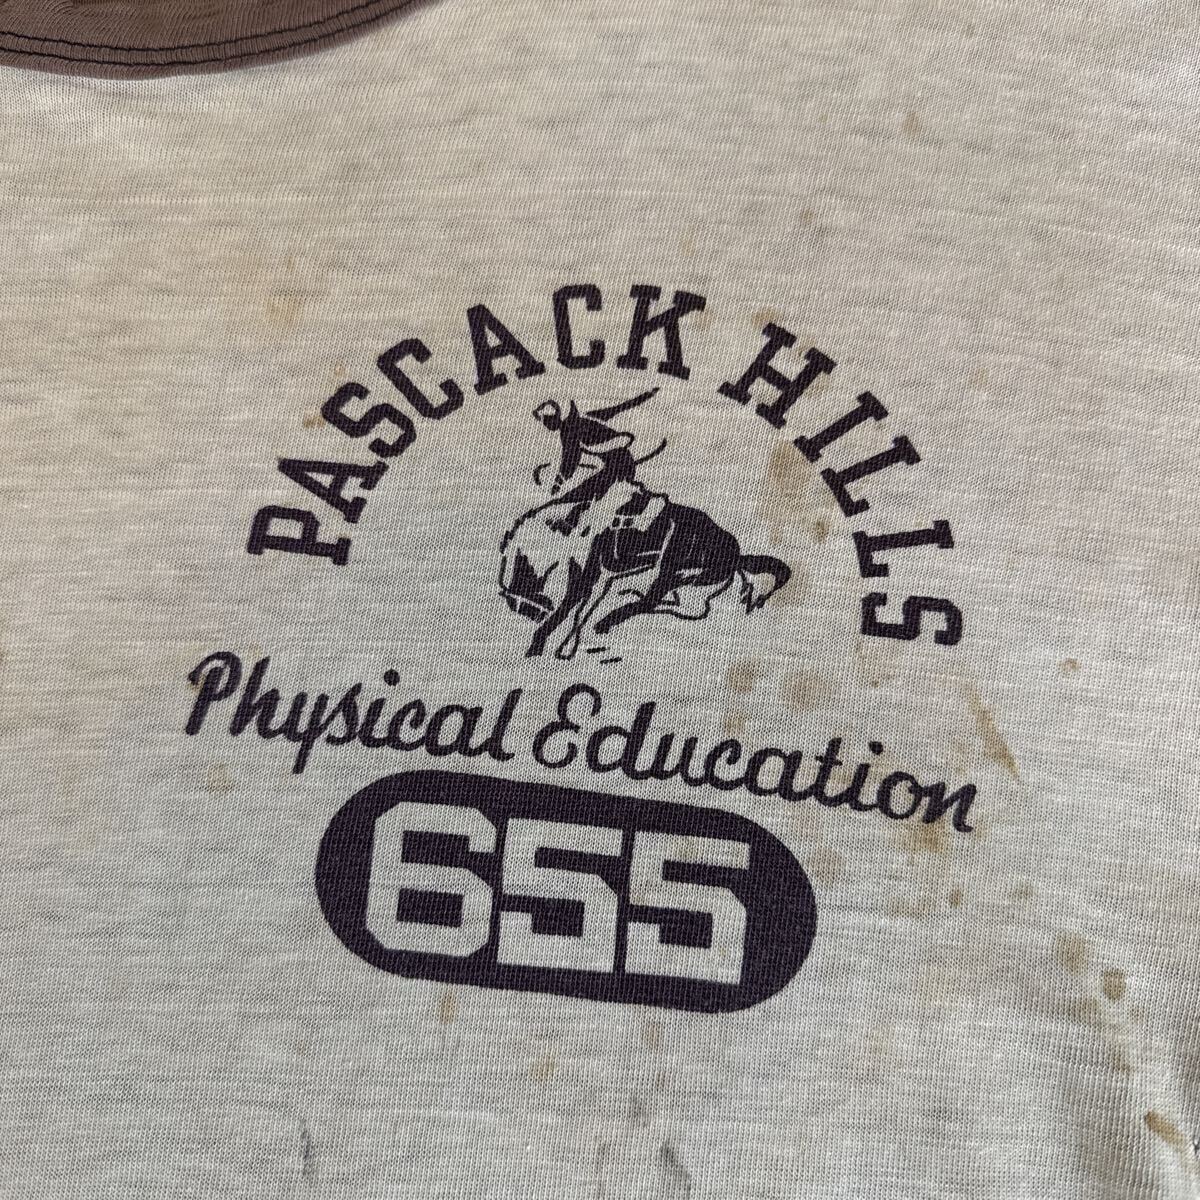 PASCACK HILLS
Physical Education
655